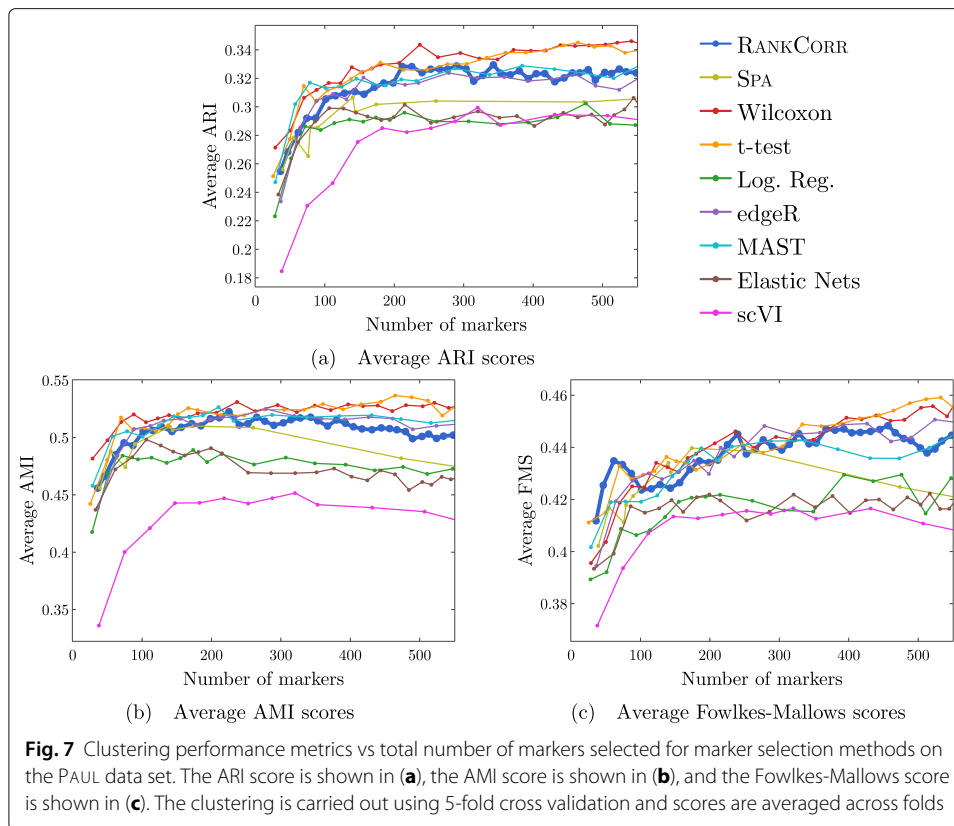 0.34
0.32
0.3
0.28
0.26
0.24
0.22
0.2
0.18
Average ARI
0 100 200 300 400 500
Number of markers
(a) Average ARI scores
RANKCORR
SPA
Wilcoxon
t-test
Log. Reg.
edgeR
MAST
Elastic Nets
scVI
0.55
0.5
0.45
0.4
0.35
Average AMI
0 100 200 300 400 500
Number of markers
(b) Average AMI scores
0.46
0.44
0.42
0.4
0.38
Average FMS
0 100 200 300 400 500
Number of markers
(c) Average Fowlkes-Mallows scores
Fig. 7 Clustering performance metrics vs total number of markers selected for marker selection methods on
the PAUL data set. The ARI score is shown in (a), the AMI score is shown in (b), and the Fowlkes-Mallows score
is shown in (c). The clustering is carried out using 5-fold cross validation and scores are averaged across folds